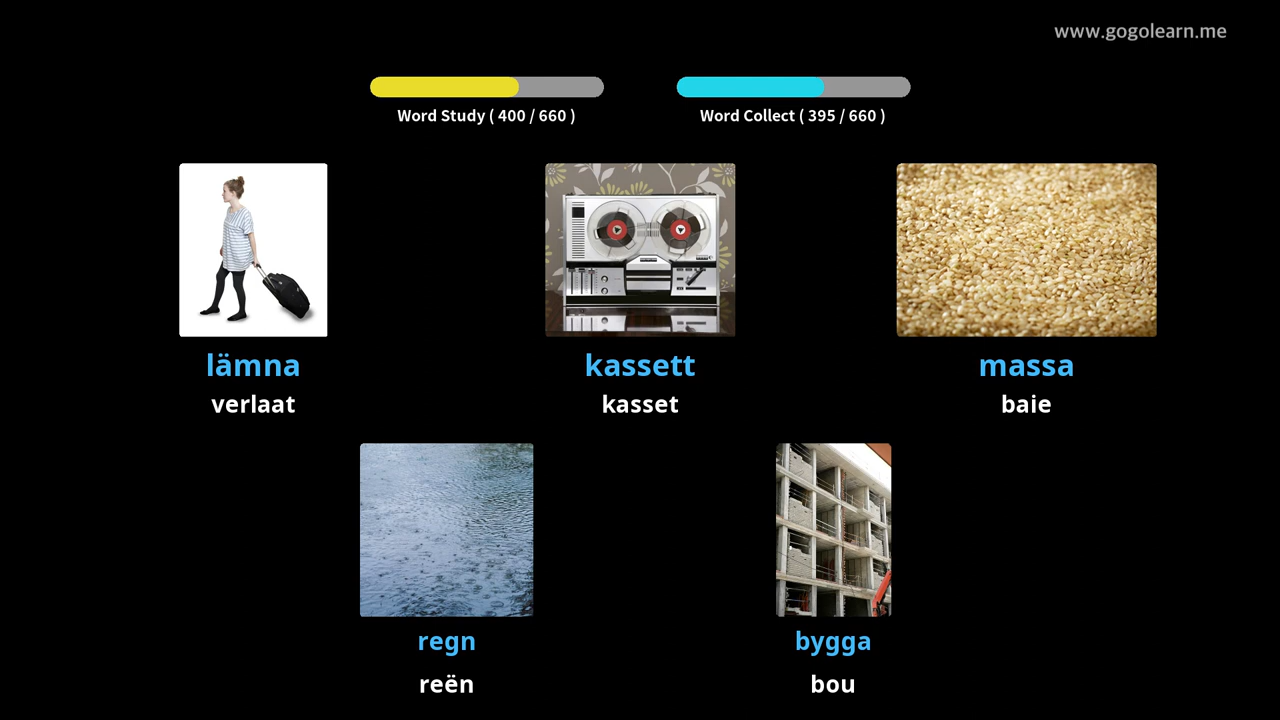 www.gogolearn.me
Word Study ( 400 / 660 )
Word Collect ( 395 / 660 )
lämna
verlaat
kassett
kasset
massa
baie
regn
reën
bygga
bou